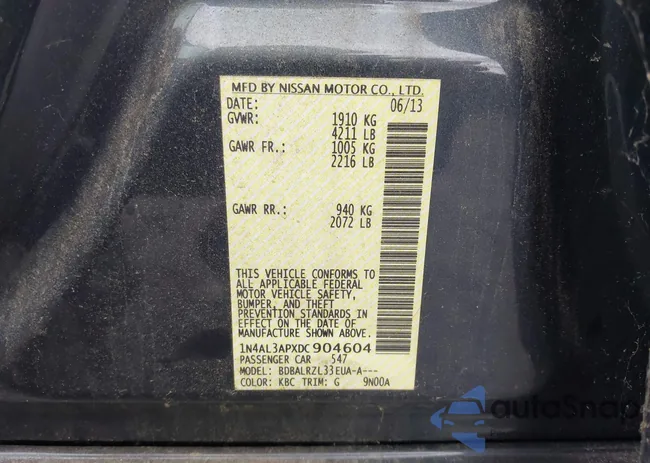 MFD BY NISSAN MOTOR CO., LTD.
DATE: 06/13
GVWR: 1910 KG
4211 LB
GAWR FR.: 1005 KG
2216 LB
GAWR RR.: 940 KG
2072 LB
THIS VEHICLE CONFORMS TO
ALL APPLICABLE FEDERAL
MOTOR VEHICLE SAFETY,
BUMPER, AND THEFT
PREVENTION STANDARDS IN
EFFECT ON THE DATE OF
MANUFACTURE SHOWN ABOVE.
1N4AL3APXDC904604
PASSENGER CAR 547
MODEL: BDBALRZL33EUA-A---
COLOR: KBC TRIM: G 9N00A
autoSnap